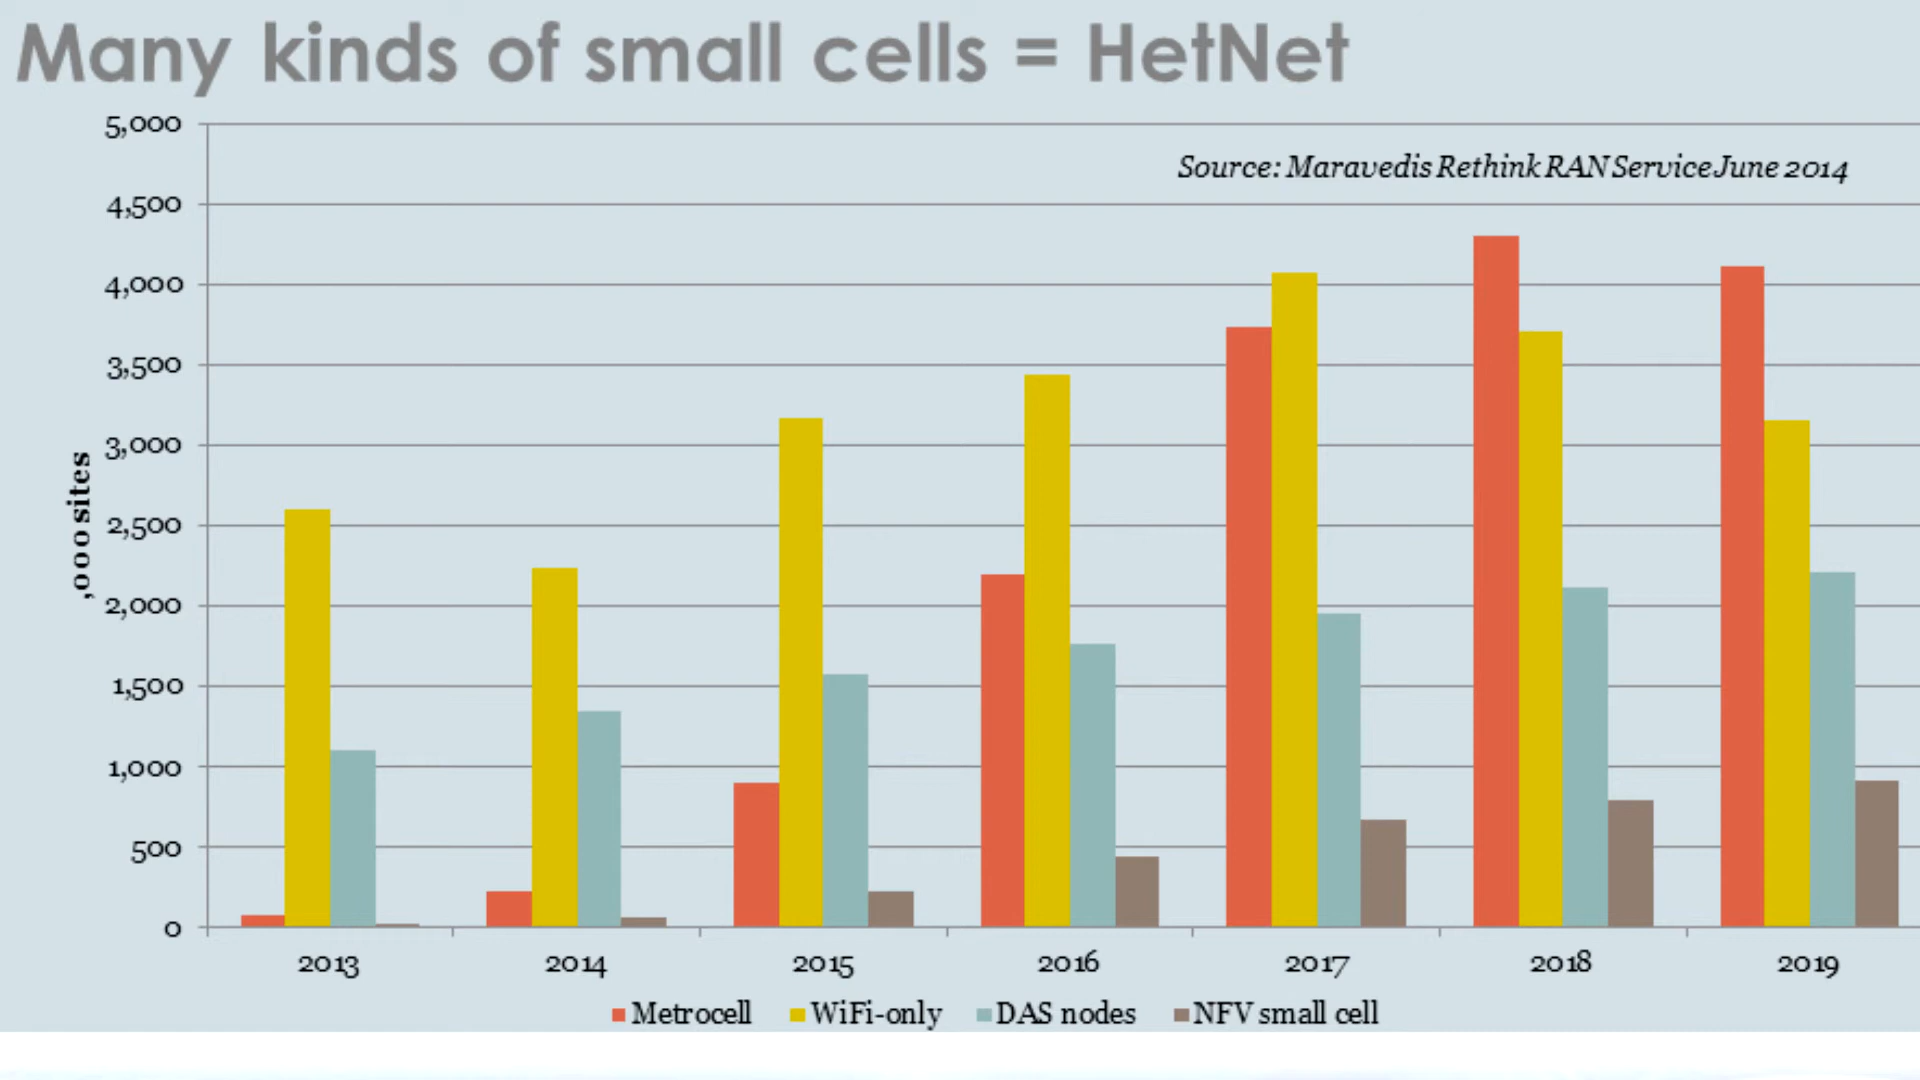 Many kinds of small cells = HetNet
Source: Maravedis Rethink RAN Service June 2014
5,000
4,500
4,000
3,500
3,000
2,500
2,000
1,500
1,000
500
0
,000 sites
2013 2014 2015 2016 2017 2018 2019
Metrocell WiFi-only DAS nodes NFV small cell